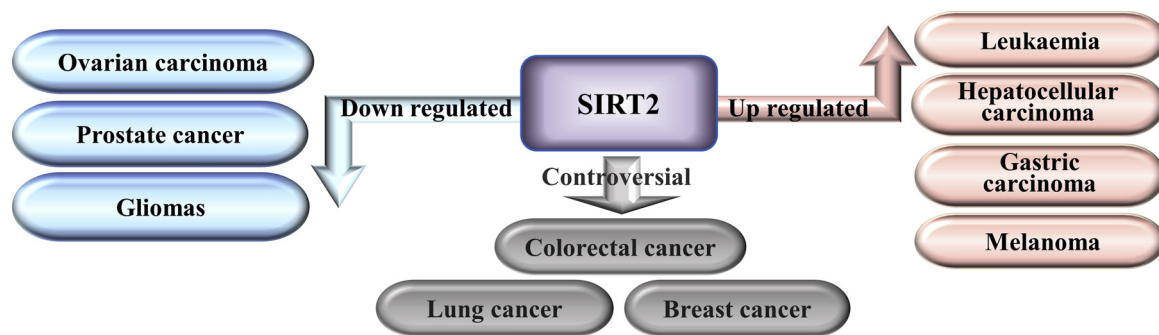 Ovarian carcinoma
Prostate cancer
Gliomas
Down regulated
SIRT2
Up regulated
Controversial
Colorectal cancer
Lung cancer
Breast cancer
Leukaemia
Hepatocellular
carcinoma
Gastric
carcinoma
Melanoma